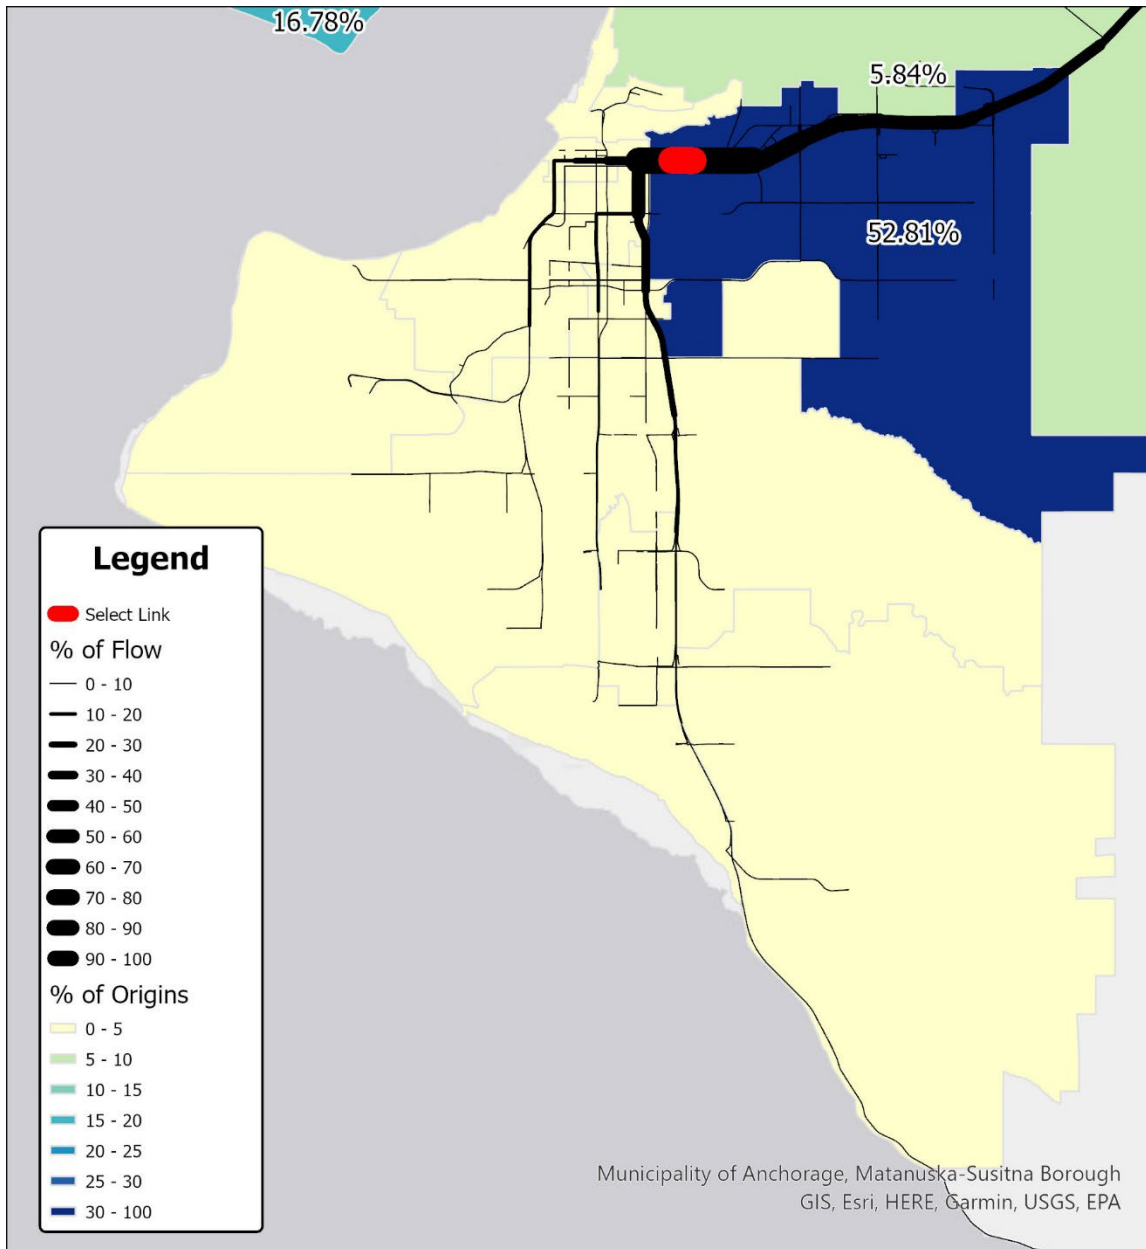 16.78%
5.84%
52.81%
Legend
Select Link
% of Flow
0 - 10
10 - 20
20 - 30
30 - 40
40 - 50
50 - 60
60 - 70
70 - 80
80 - 90
90 - 100
% of Origins
0 - 5
5 - 10
10 - 15
15 - 20
20 - 25
25 - 30
30 - 100
Municipality of Anchorage, Matanuska-Susitna Borough
GIS, Esri, HERE, Garmin, USGS, EPA